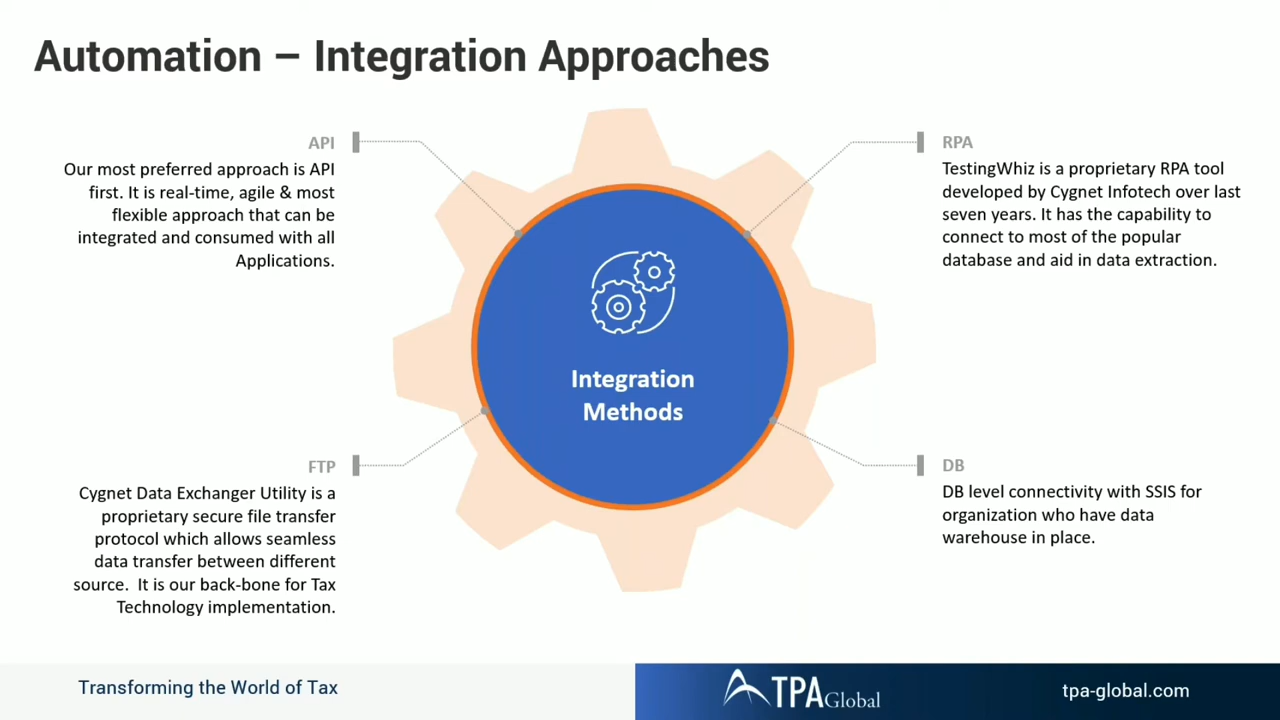 Automation – Integration Approaches
API
Our most preferred approach is API
first. It is real-time, agile & most
flexible approach that can be
integrated and consumed with all
Applications.
RPA
TestingWhiz is a proprietary RPA tool
developed by Cygnet Infotech over last
seven years. It has the capability to
connect to most of the popular
database and aid in data extraction.
Integration
Methods
FTP
Cygnet Data Exchanger Utility is a
proprietary secure file transfer
protocol which allows seamless
data transfer between different
source. It is our back-bone for Tax
Technology implementation.
DB
DB level connectivity with SSIS for
organization who have data
warehouse in place.
Transforming the World of Tax
TPA Global
tpa-global.com